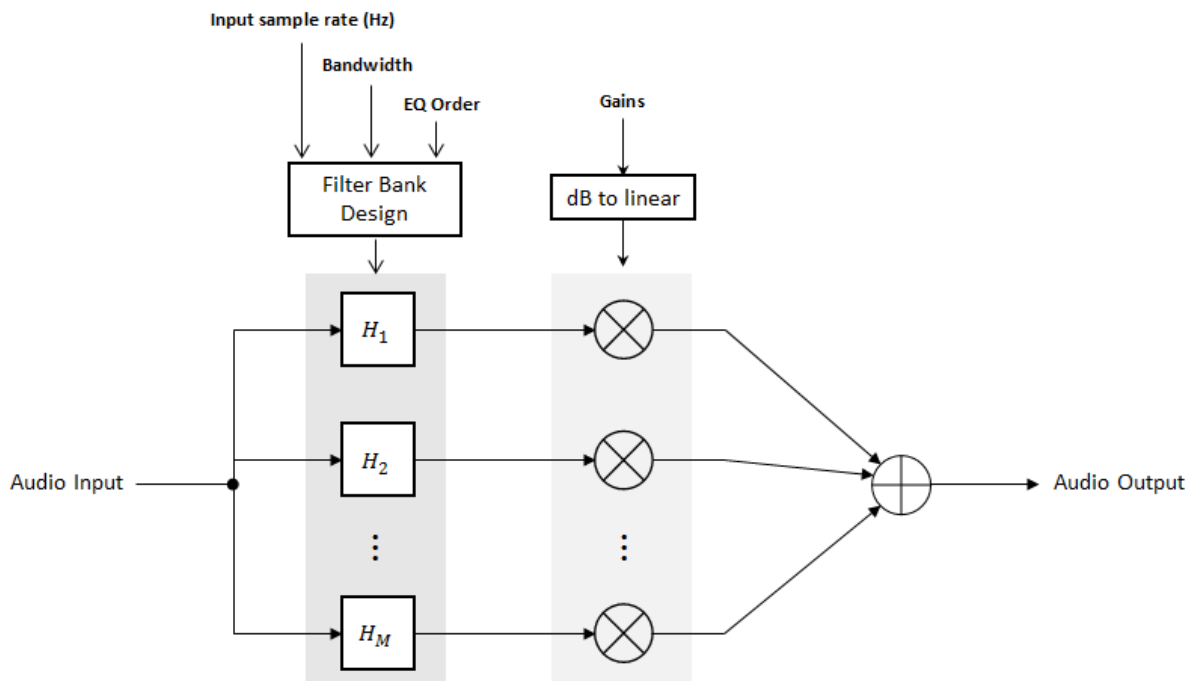 Input sample rate (Hz)
Bandwidth
EQ Order
Gains
Filter Bank
Design
dB to linear
H₁
H₂
Audio Input
Audio Output
⋮
⋮
H_M